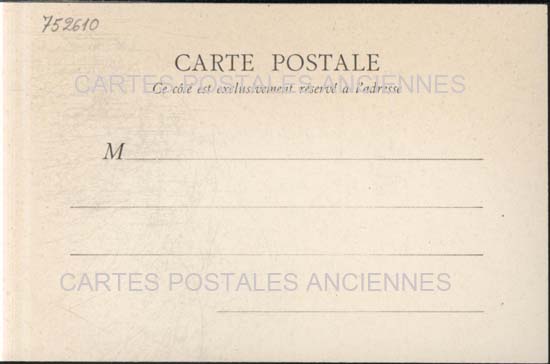 752610
CARTE POSTALE
CARTES POSTALES ANCIENNES
Ce côté est exclusivement réservé à l'adresse
M
CARTES POSTALES ANCIENNES